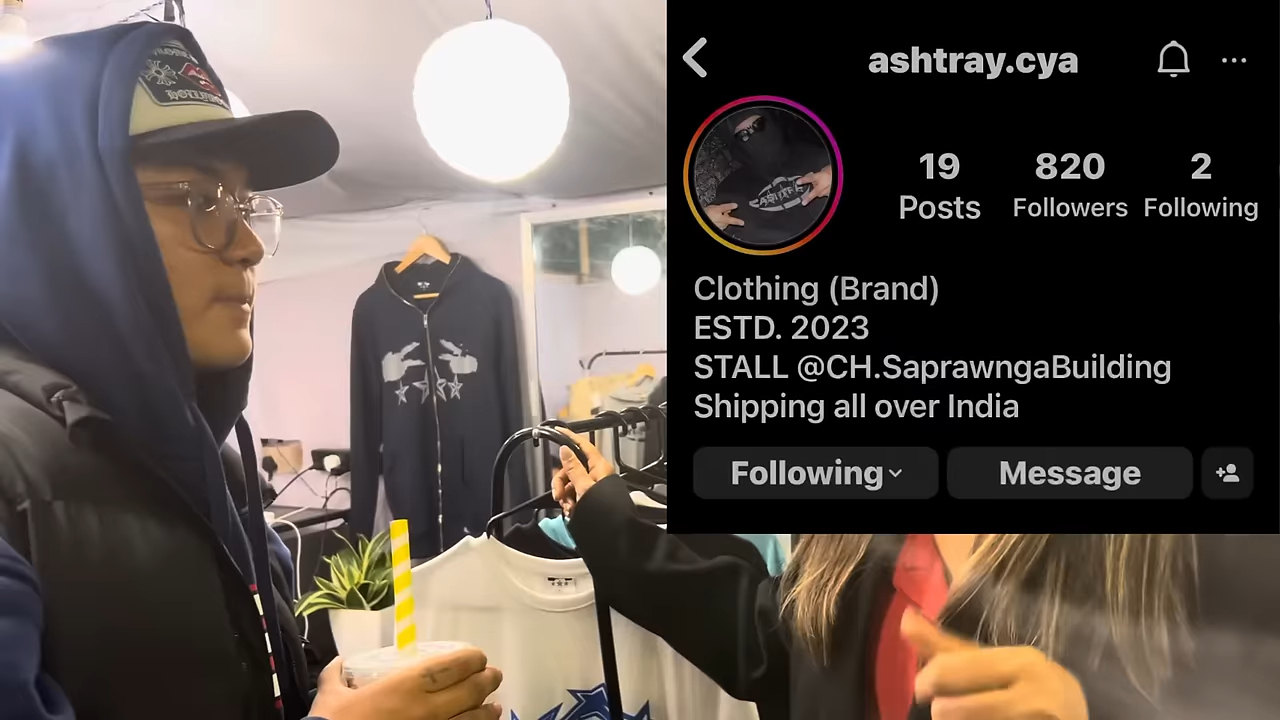 ashtray.cya
19
820
2
Posts
Followers
Following
Clothing (Brand)
ESTD. 2023
STALL @CH.SaprawngaBuilding
Shipping all over India
Following
Message